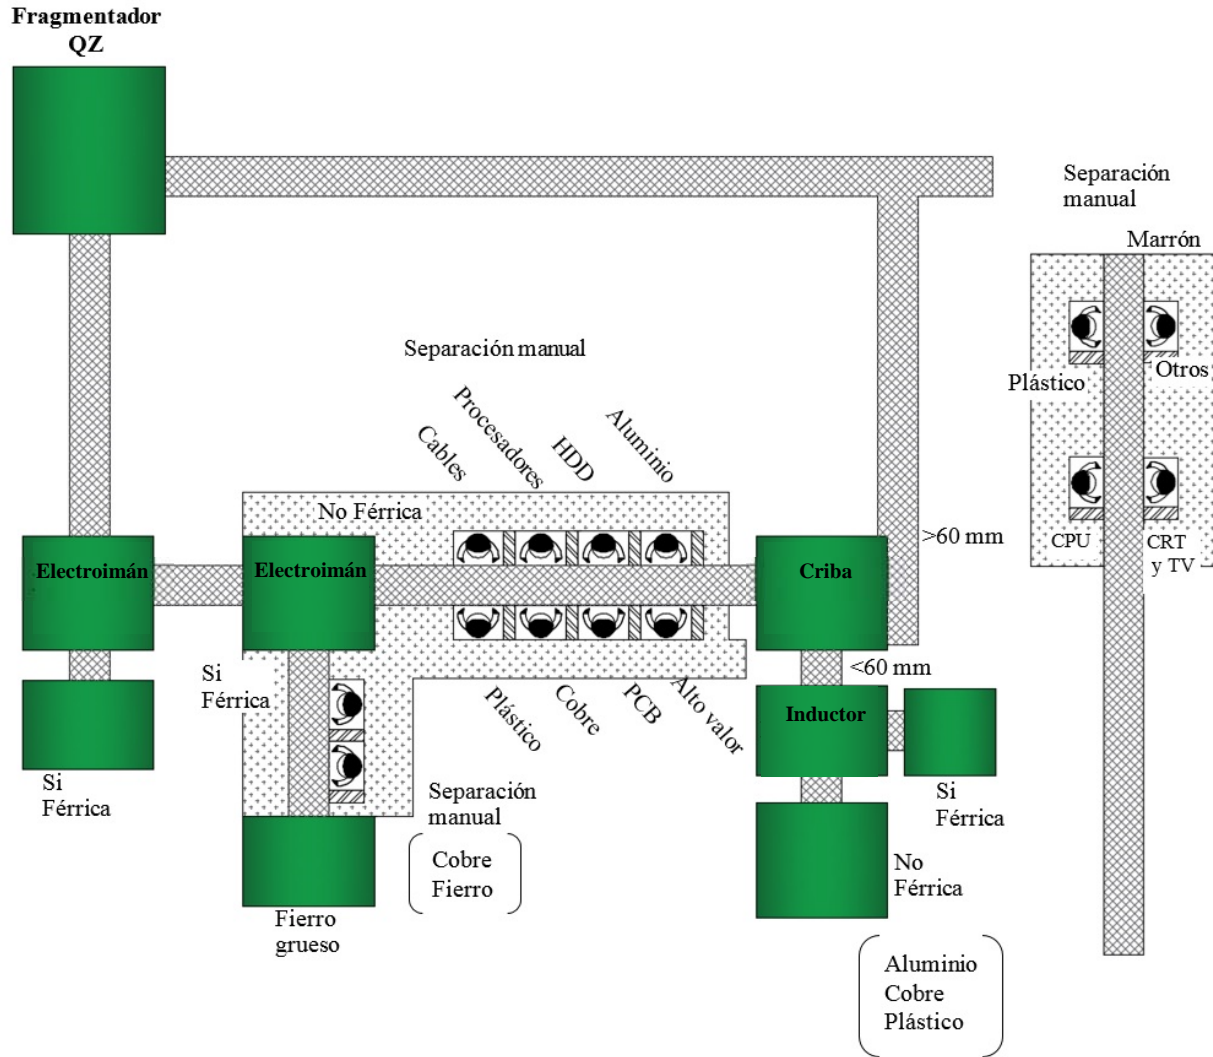 Fragmentador
QZ
Separación
manual
Marrón
Plástico
Otros
CPU
CRT
y TV
Separación manual
Cables
Procesadores
HDD
Aluminio
No Férrica
Electroimán
Electroimán
Criba
>60 mm
<60 mm
Si
Férrica
Plástico
Cobre
PCB
Alto valor
Inductor
Si
Férrica
Si
Férrica
Separación
manual
Cobre
Fierro
No
Férrica
Fierro
grueso
Aluminio
Cobre
Plástico